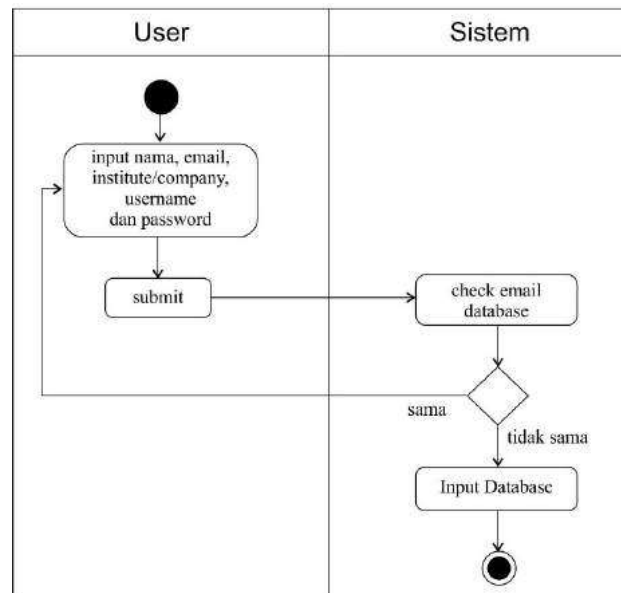 User
Sistem
input nama, email,
institute/company,
username
dan password
submit
check email
database
sama
tidak sama
Input Database